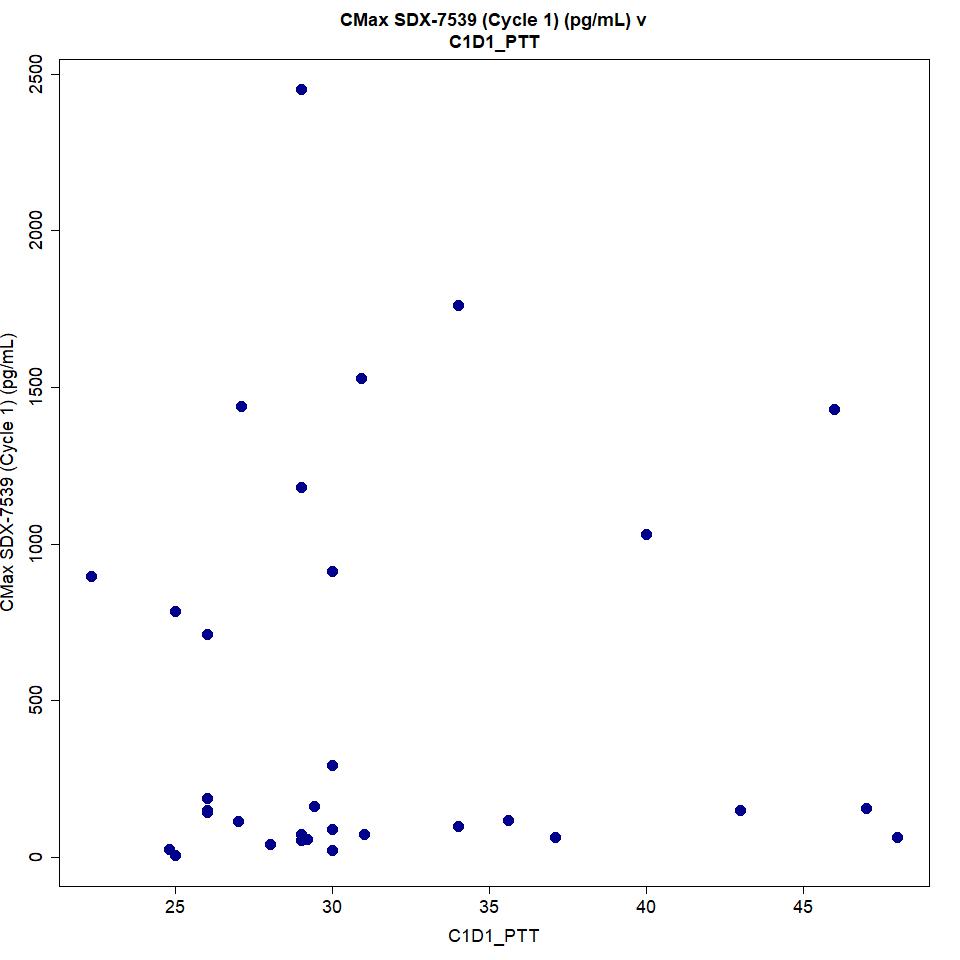 CMax SDX-7539 (Cycle 1) (pg/mL) v
C1D1_PTT
2500
2000
1500
1000
500
0
CMax SDX-7539 (Cycle 1) (pg/mL)
25 30 35 40 45
C1D1_PTT